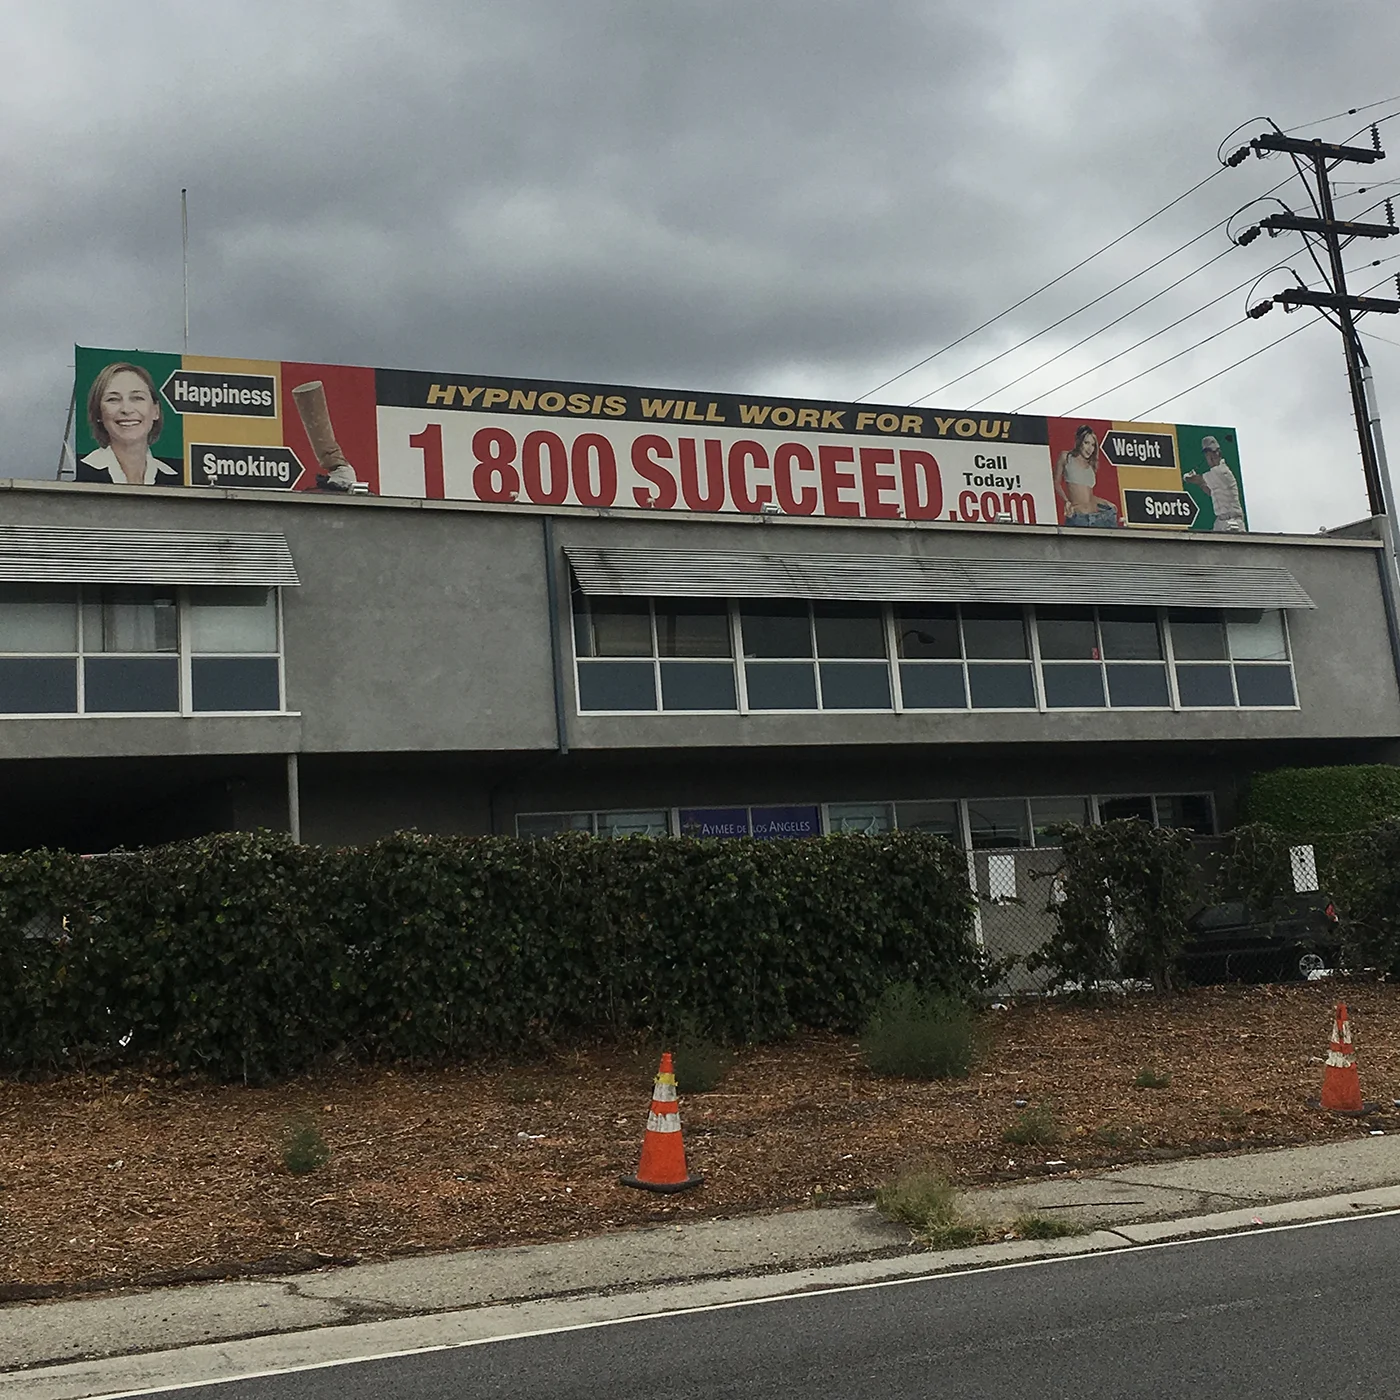 Happiness
Smoking
HYPNOSIS WILL WORK FOR YOU!
1 800 SUCCEED.com
Call
Today!
Weight
Sports
AYMEE DE LOS ANGELES